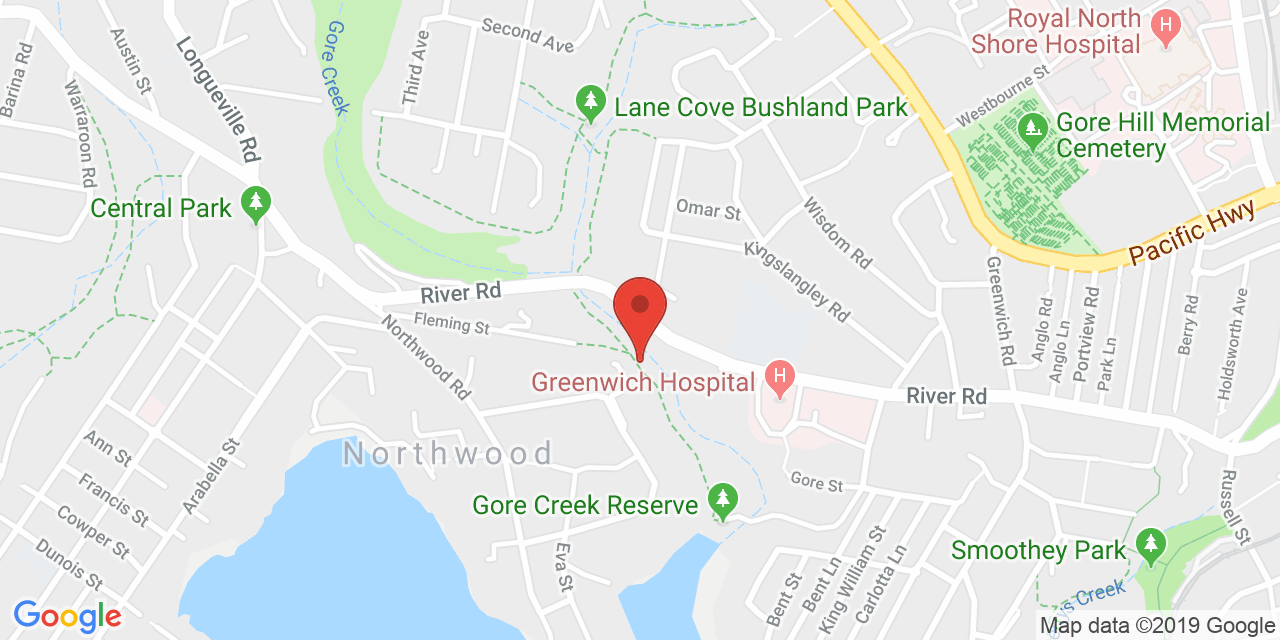 Royal North
Shore Hospital
H
Second Ave
Third Ave
Austin St
Barina Rd
Longueville Rd
Gore Creek
Warraroon Rd
Westbourne St
Lane Cove Bushland Park
Gore Hill Memorial
Cemetery
Central Park
Omar St
Wisdom Rd
Pacific Hwy
Kingslangley Rd
Greenwich Rd
River Rd
Fleming St
Anglo Rd
Anglo Ln
Portview Rd
Park Ln
Berry Rd
Holdsworth Ave
Northwood Rd
Greenwich Hospital
H
River Rd
Northwood
Ann St
Arabella St
Francis St
Cowper St
Dunois St
Gore St
Gore Creek Reserve
Russell St
Eva St
Smoothey Park
Bent St
Bent Ln
King William St
Carlotta Ln
Creek
Google
Map data ©2019 Google